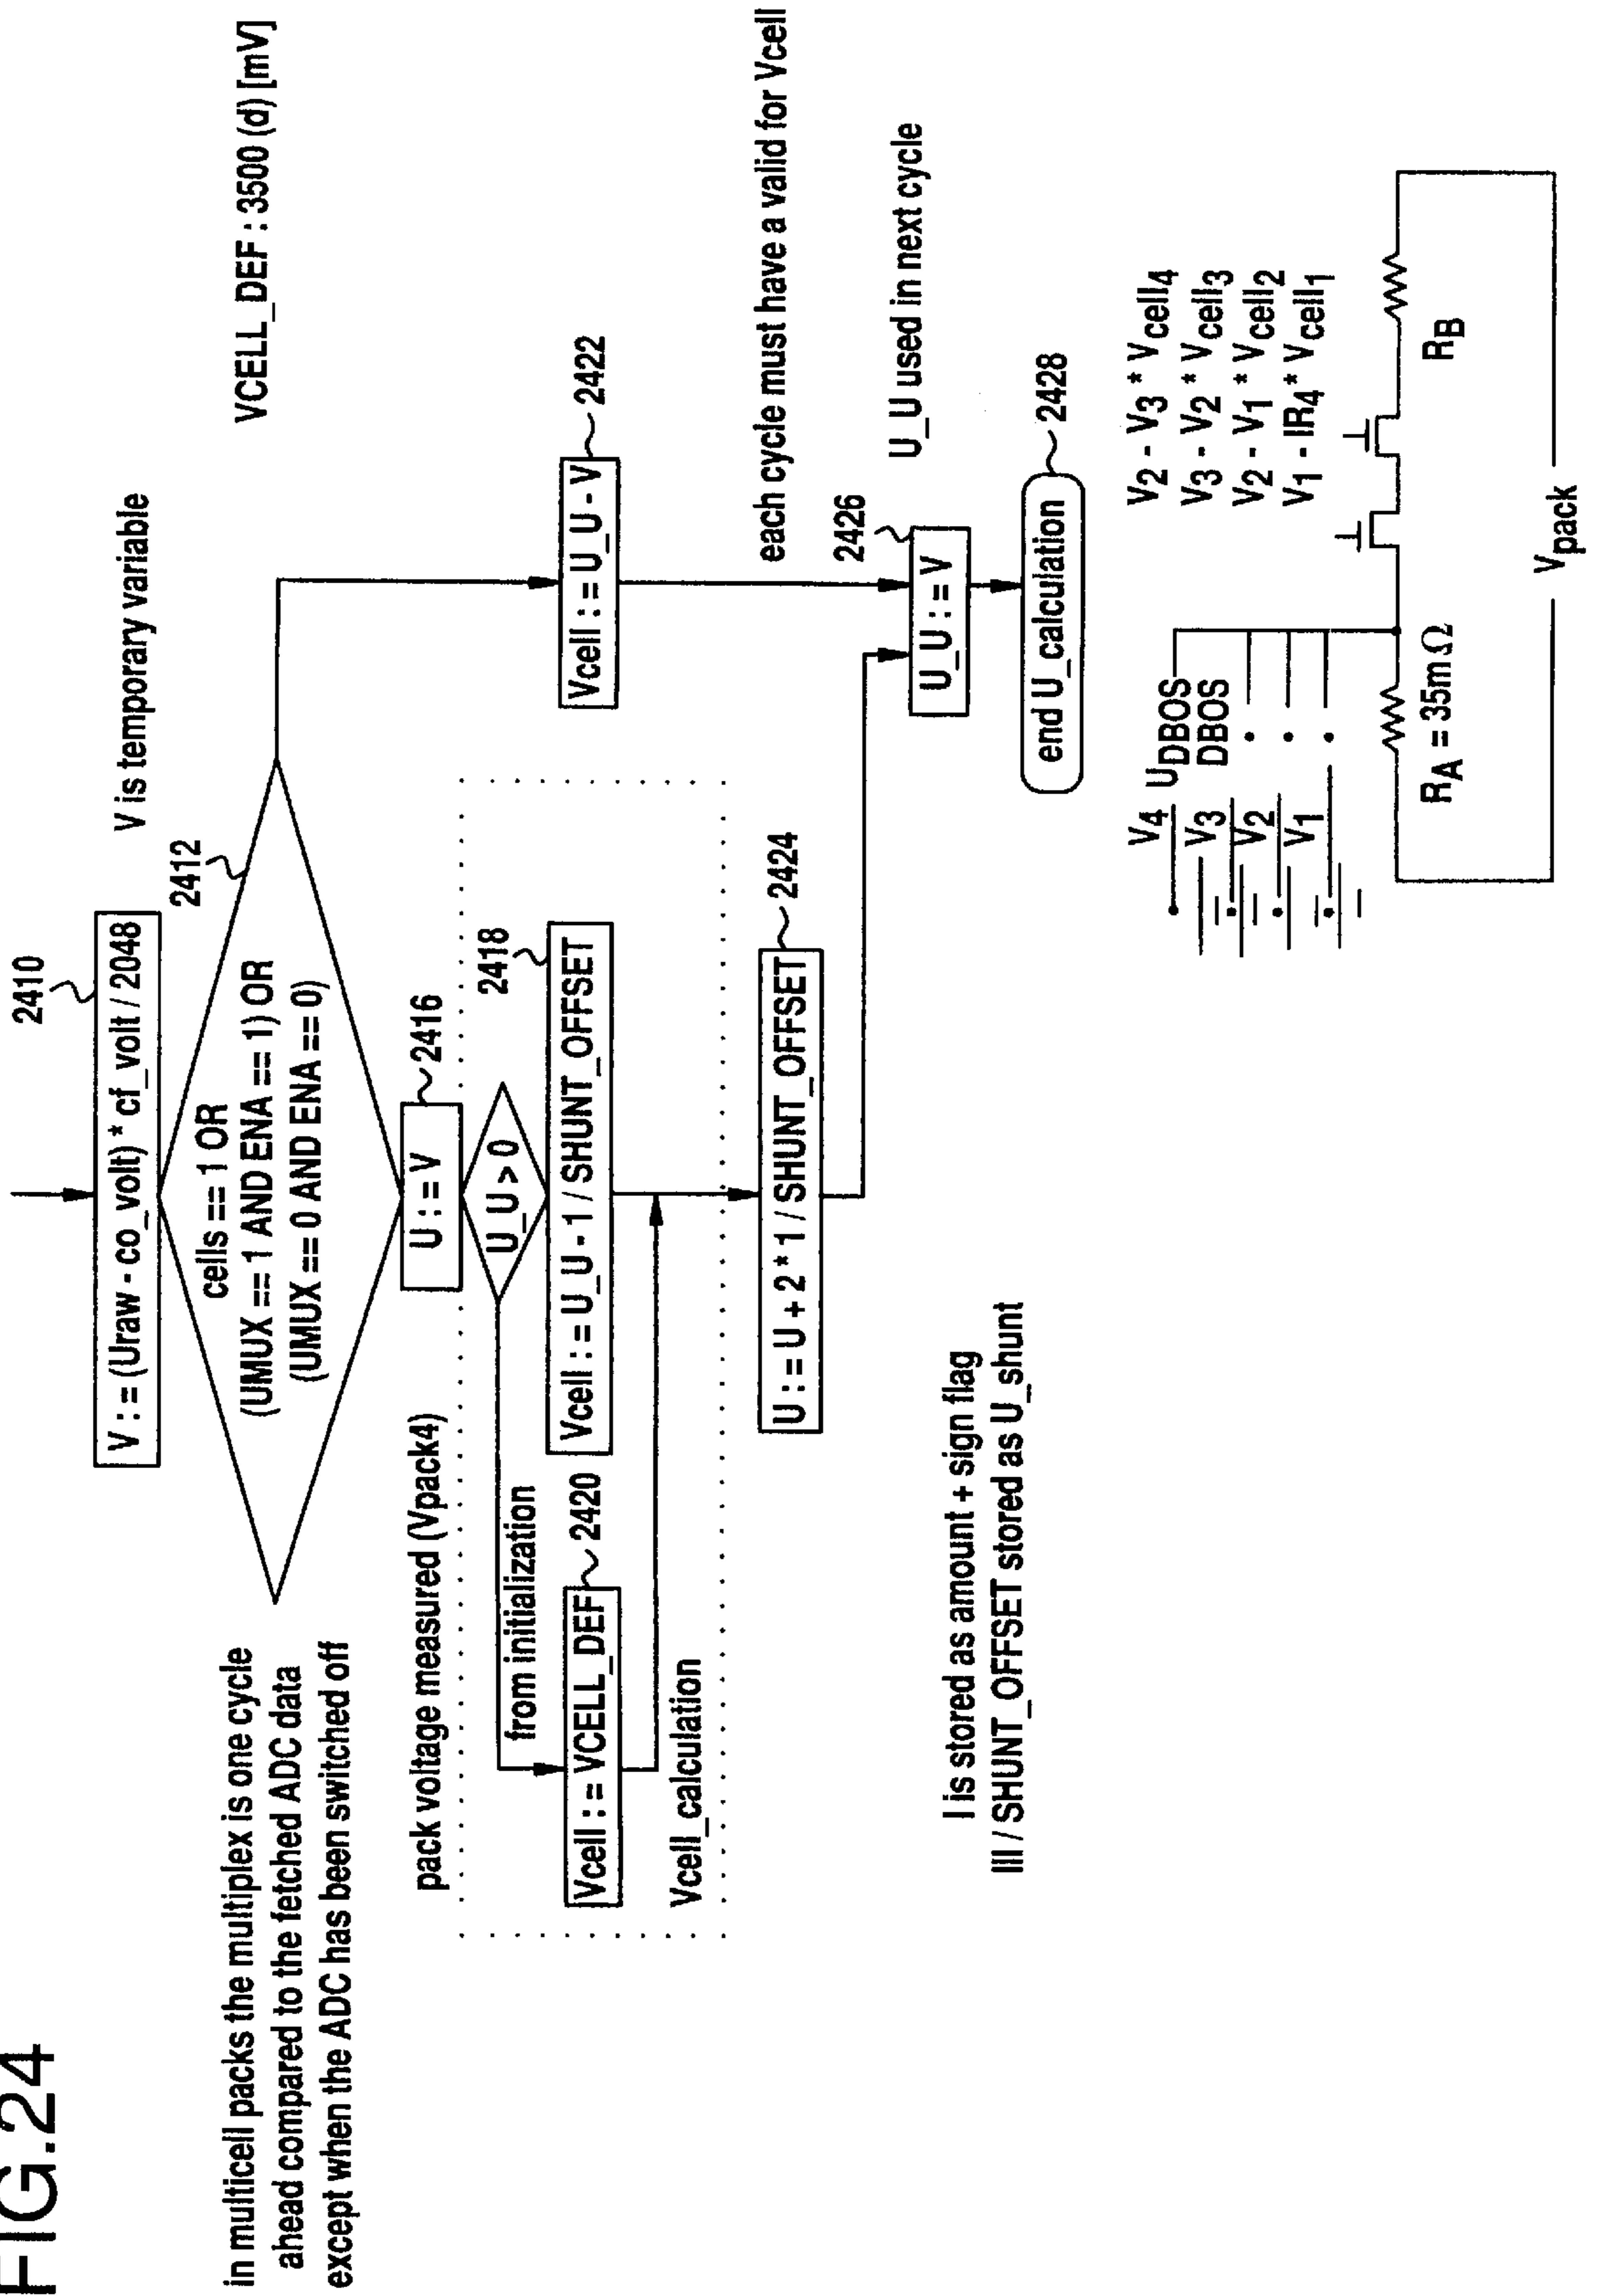 FIG.24
2410
V : = (Uraw - co_volt) * cf_volt / 2048
V is temporary variable
VCELL_DEF : 3500 (d) [mV]
in multicell packs the multiplex is one cycle
ahead compared to the fetched ADC data
except when the ADC has been switched off
2412
cells == 1 OR
(UMUX == 1 AND ENA == 1) OR
(UMUX == 0 AND ENA == 0)
pack voltage measured (Vpack4)
U : = V
2416
U_U > 0
from initialization
2418
Vcell : = U_U - 1 / SHUNT_OFFSET
Vcell : = VCELL_DEF
2420
Vcell_calculation
Vcell : = U_U - V
2422
U : = U + 2 * 1 / SHUNT_OFFSET
2424
each cycle must have a valid for Vcell
2426
U_U : = V
U_U used in next cycle
end U_calculation
2428
I is stored as amount + sign flag
III / SHUNT_OFFSET stored as U_shunt
V4
UDBOS
V3
DBOS
V2
V1
V2 - V3 * Vcell4
V3 - V2 * Vcell3
V2 - V1 * Vcell2
V1 - IR4 * Vcell1
RA = 35mΩ
RB
Vpack